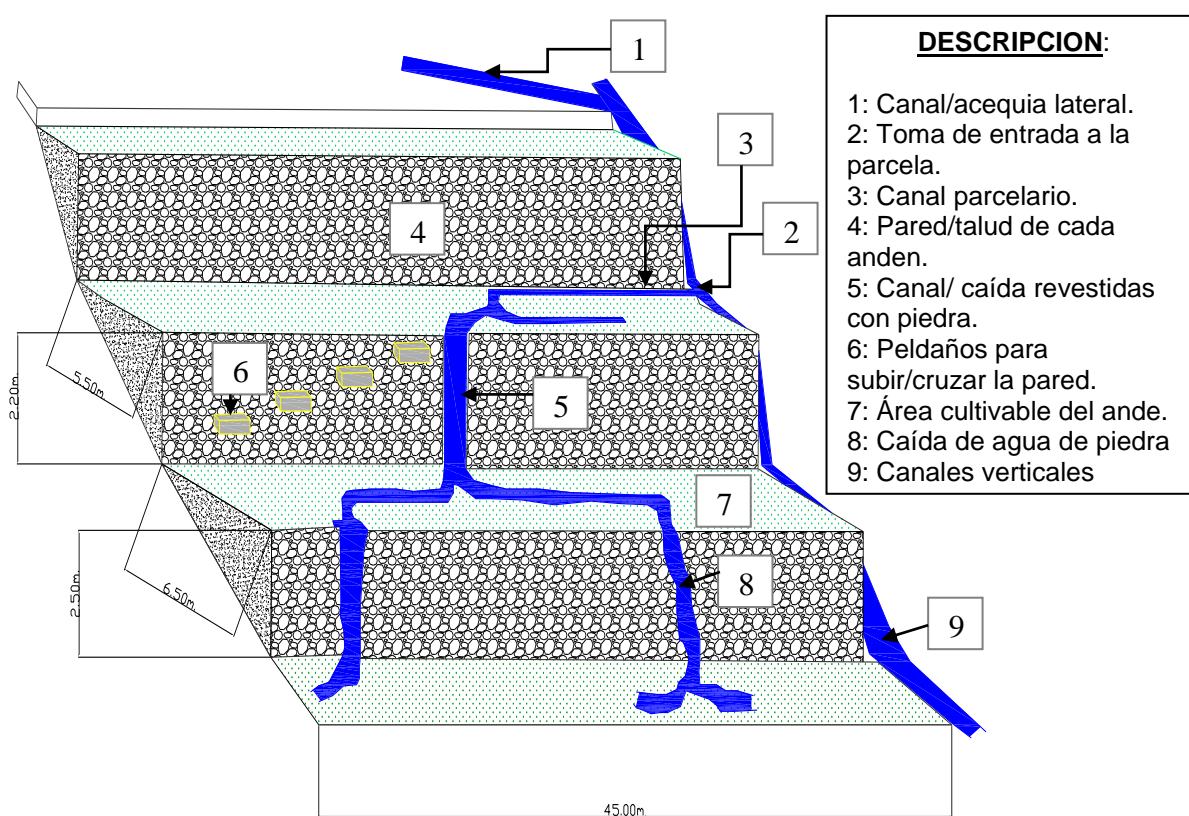 1
DESCRIPCION:
1: Canal/acequia lateral.
2: Toma de entrada a la
parcela.
3: Canal parcelario.
4: Pared/talud de cada
anden.
5: Canal/ caída revestidas
con piedra.
6: Peldaños para
subir/cruzar la pared.
7: Área cultivable del ande.
8: Caída de agua de piedra
9: Canales verticales
3
2
4
5.50m.
2.20m
6
5
7
6.50m.
2.50m
8
9
45.00m.